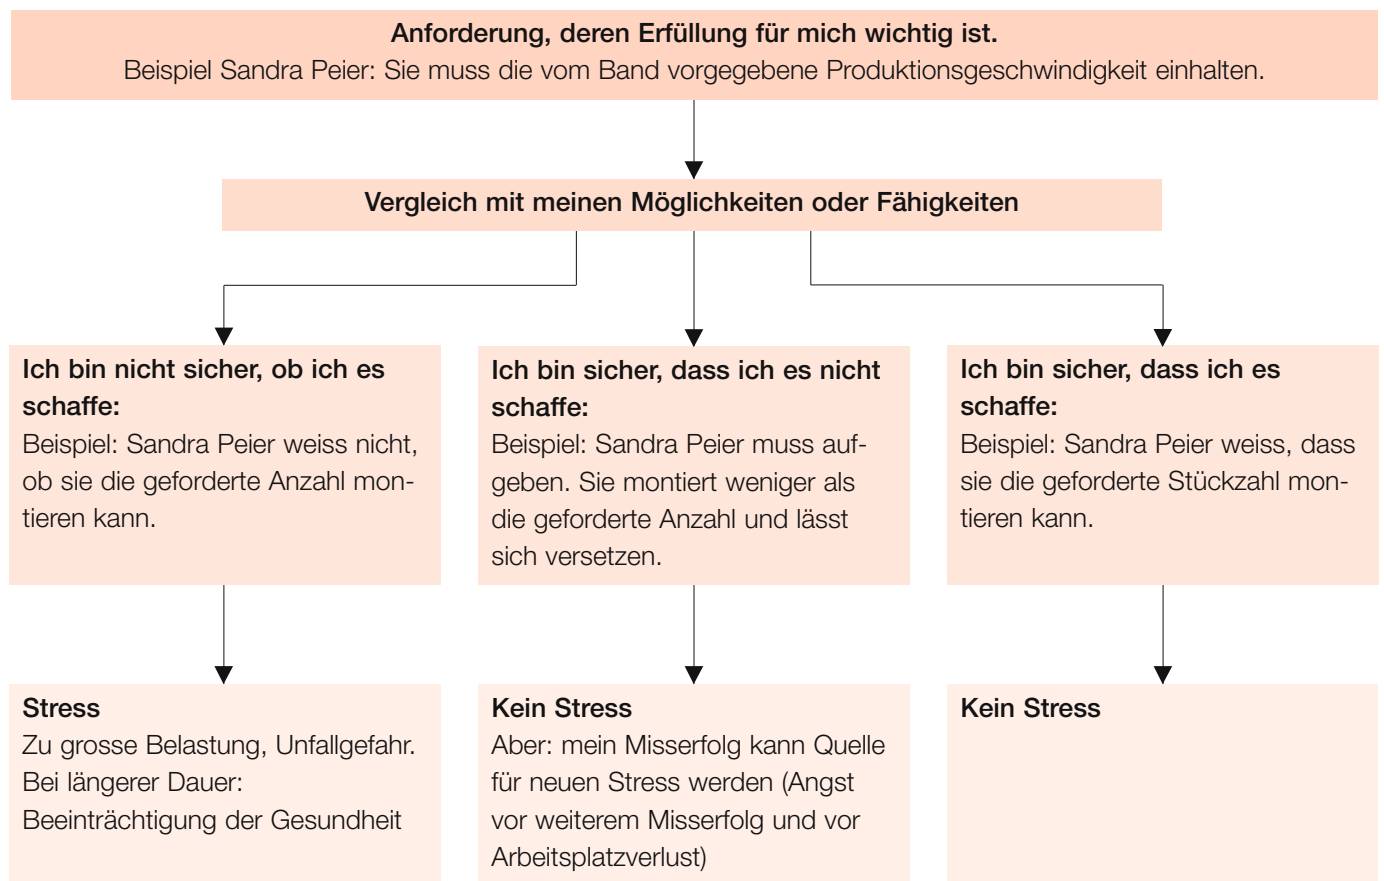 Anforderung, deren Erfüllung für mich wichtig ist.
Beispiel Sandra Peier: Sie muss die vom Band vorgegebene Produktionsgeschwindigkeit einhalten.
Vergleich mit meinen Möglichkeiten oder Fähigkeiten
Ich bin nicht sicher, ob ich es
schaffe:
Beispiel: Sandra Peier weiss nicht,
ob sie die geforderte Anzahl mon-
tieren kann.
Ich bin sicher, dass ich es nicht
schaffe:
Beispiel: Sandra Peier muss auf-
geben. Sie montiert weniger als
die geforderte Anzahl und lässt
sich versetzen.
Ich bin sicher, dass ich es
schaffe:
Beispiel: Sandra Peier weiss, dass
sie die geforderte Stückzahl mon-
tieren kann.
Stress
Zu grosse Belastung, Unfallgefahr.
Bei längerer Dauer:
Beeinträchtigung der Gesundheit
Kein Stress
Aber: mein Misserfolg kann Quelle
für neuen Stress werden (Angst
vor weiterem Misserfolg und vor
Arbeitsplatzverlust)
Kein Stress